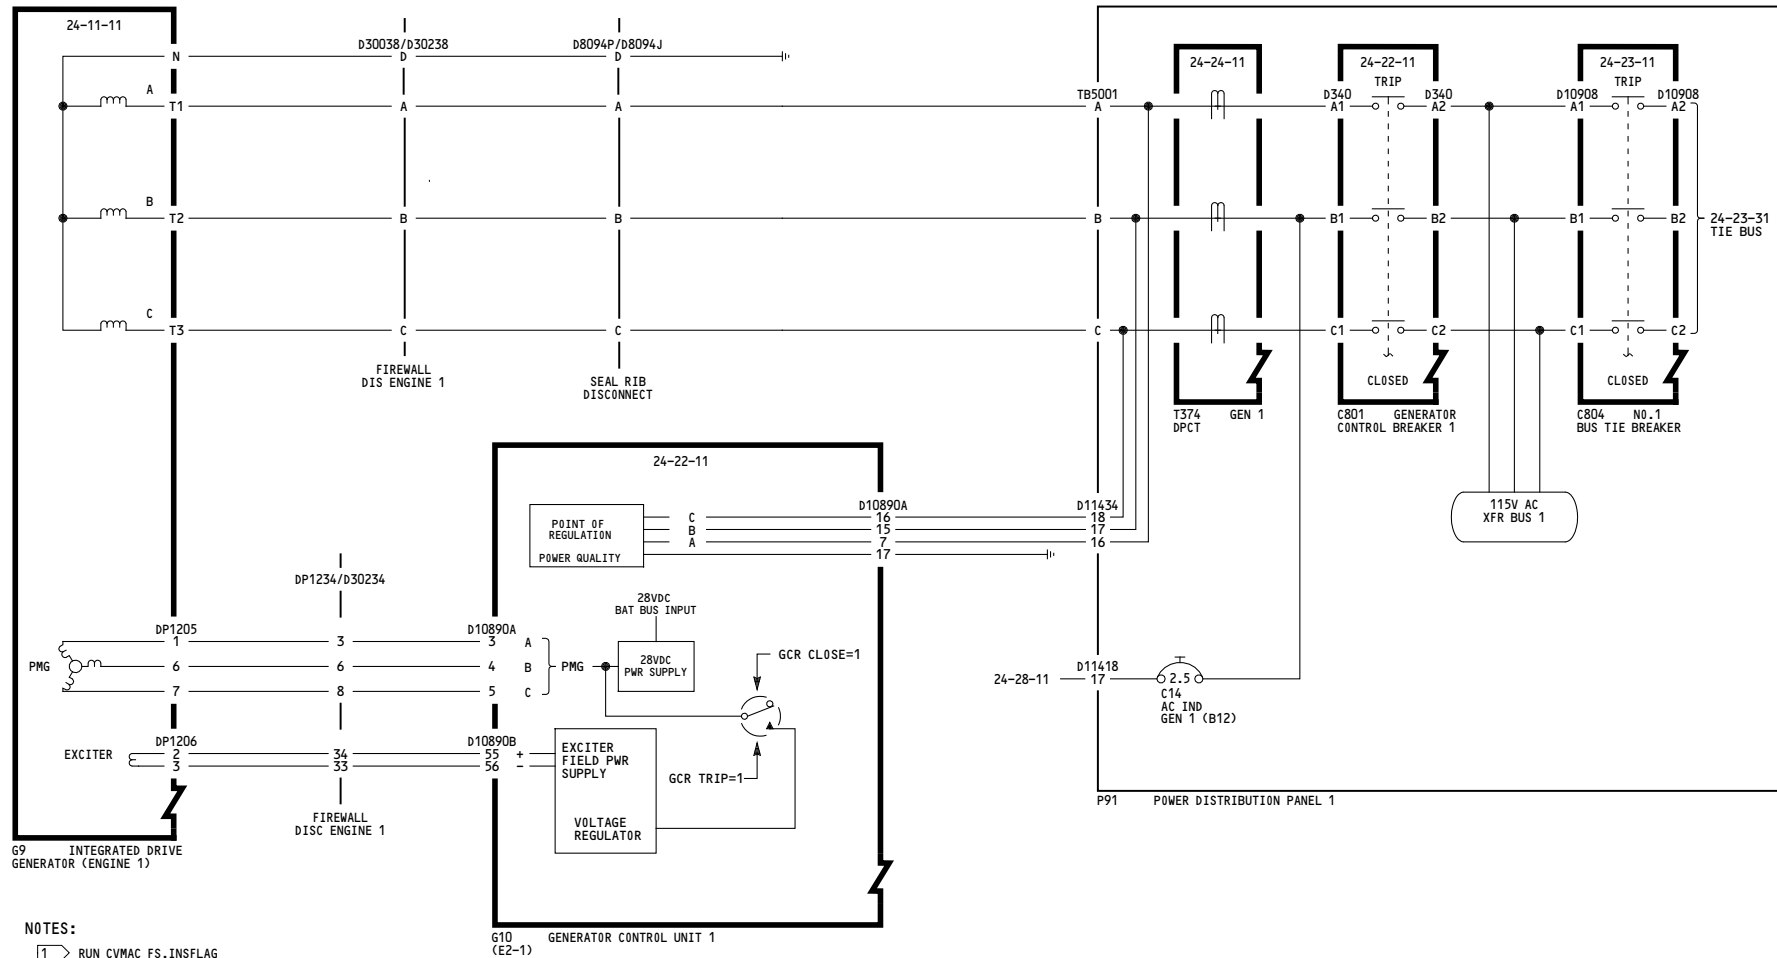 24-11-11
D30038/D30238
D8094P/D8094J
N
D
D
A
T1
A
A
B
T2
B
B
C
T3
C
C
FIREWALL
DIS ENGINE 1
SEAL RIB
DISCONNECT
TB5001
A
B
C
24-24-11
T374 GEN 1
DPCT
24-22-11
TRIP
D340
D340
A1
A2
B1
B2
C1
C2
CLOSED
C801 GENERATOR
CONTROL BREAKER 1
24-23-11
TRIP
D10908
D10908
A1
A2
B1
B2
C1
C2
CLOSED
C804 NO.1
BUS TIE BREAKER
24-23-31
TIE BUS
115V AC
XFR BUS 1
24-22-11
POINT OF
REGULATION
POWER QUALITY
D10890A
D11434
C
16
18
B
15
17
A
7
16
17
DP1234/D30234
28VDC
BAT BUS INPUT
28VDC
PWR SUPPLY
DP1205
D10890A
1
3
3
A
PMG
6
6
4
B
PMG
7
8
5
C
GCR CLOSE=1
GCR TRIP=1
24-28-11
D11418
17
2.5
C14
AC IND
GEN 1 (B12)
DP1206
D10890B
EXCITER
2
34
55
+
3
33
56
-
EXCITER
FIELD PWR
SUPPLY
VOLTAGE
REGULATOR
FIREWALL
DISC ENGINE 1
P91 POWER DISTRIBUTION PANEL 1
G9 INTEGRATED DRIVE
GENERATOR (ENGINE 1)
G10 GENERATOR CONTROL UNIT 1
(E2-1)
NOTES:
1 RUN CVMAC FS.INSFLAG